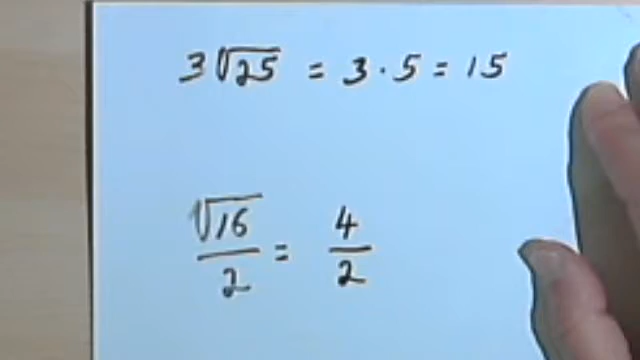 3√25 = 3 · 5 = 15
√16/2 = 4/2